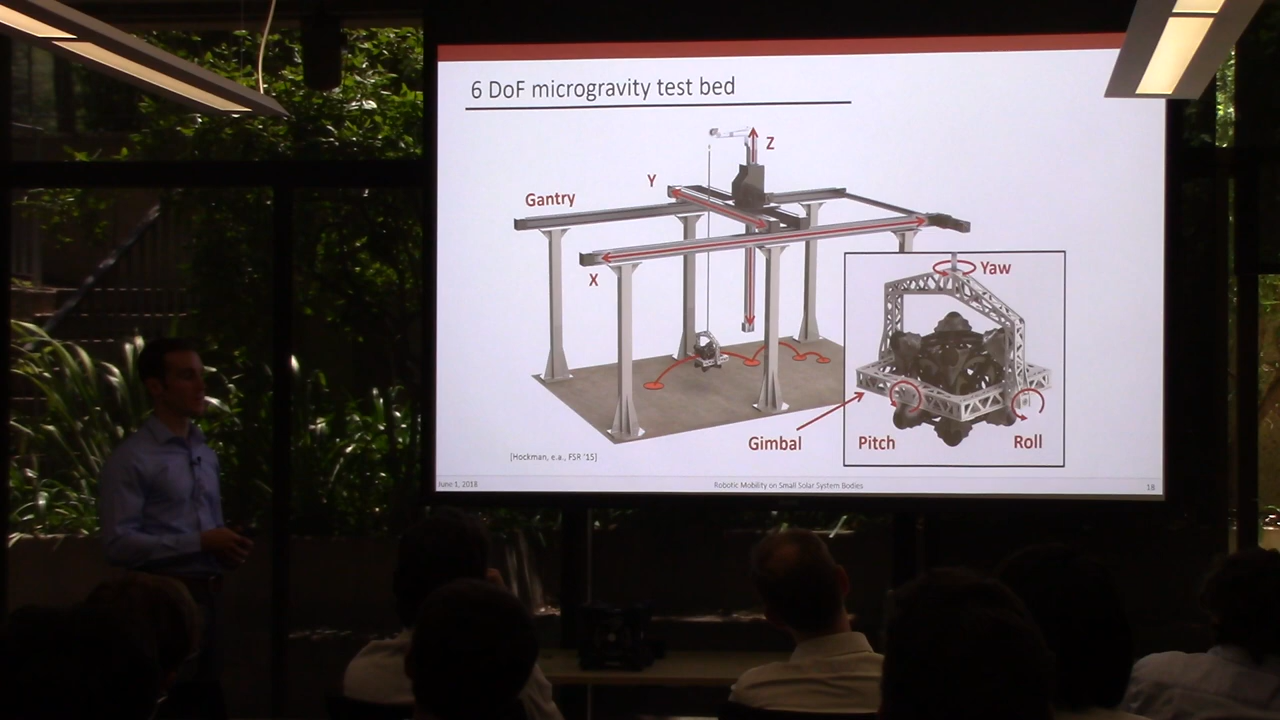 6 DoF microgravity test bed
Z
Y
Gantry
X
Yaw
Gimbal
Pitch
Roll
[Hockman, e.a., FSR '15]
June 1, 2018
Robotic Mobility on Small Solar System Bodies
18